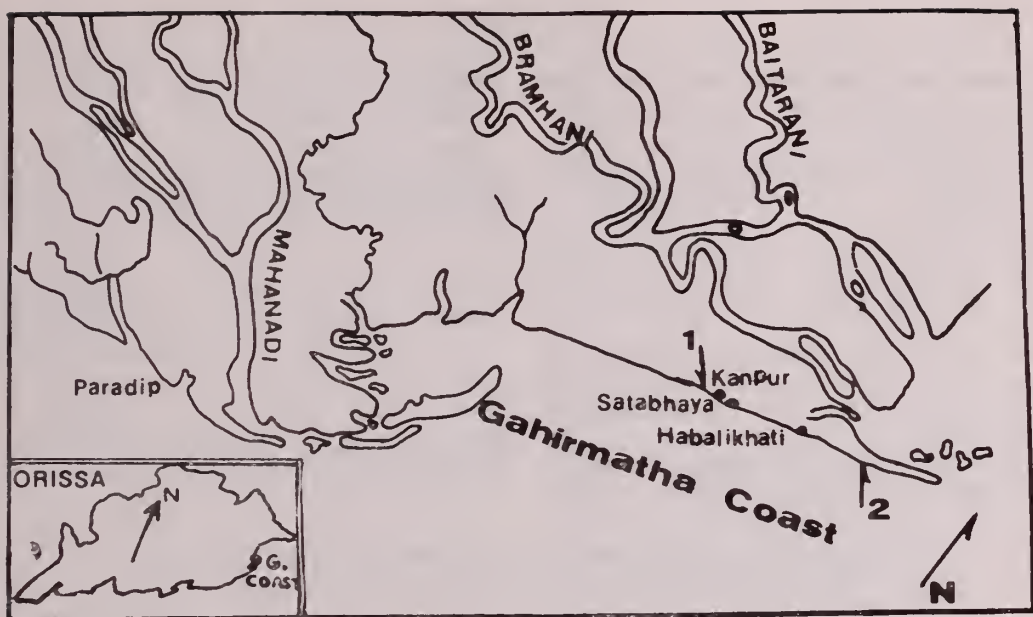 BRAMHANI
BAITARANI
MAHANADI
Paradip
1
Kanpur
Satabhaya
Habalikhati
Gahirmatha Coast
2
N
ORISSA
N
G.
COAST